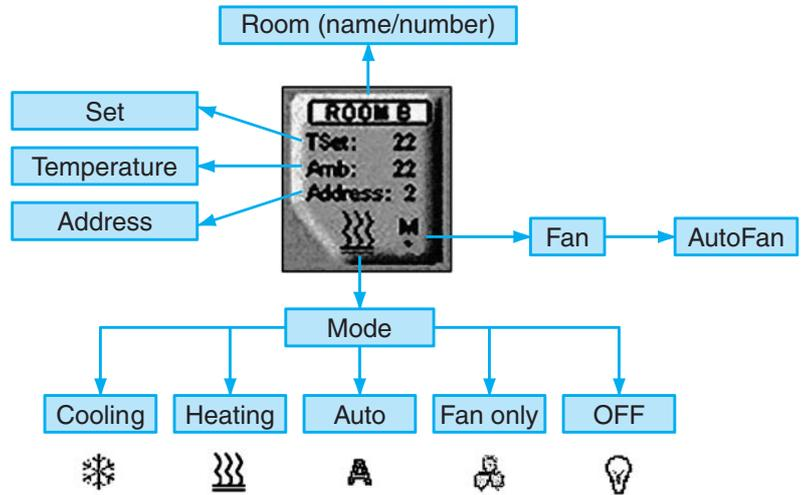 Room (name/number)
ROOM B
Set
TSet: 22
Temperature
Amb: 22
Address
Address: 2
M
Fan
AutoFan
Mode
Cooling
Heating
Auto
Fan only
OFF
A